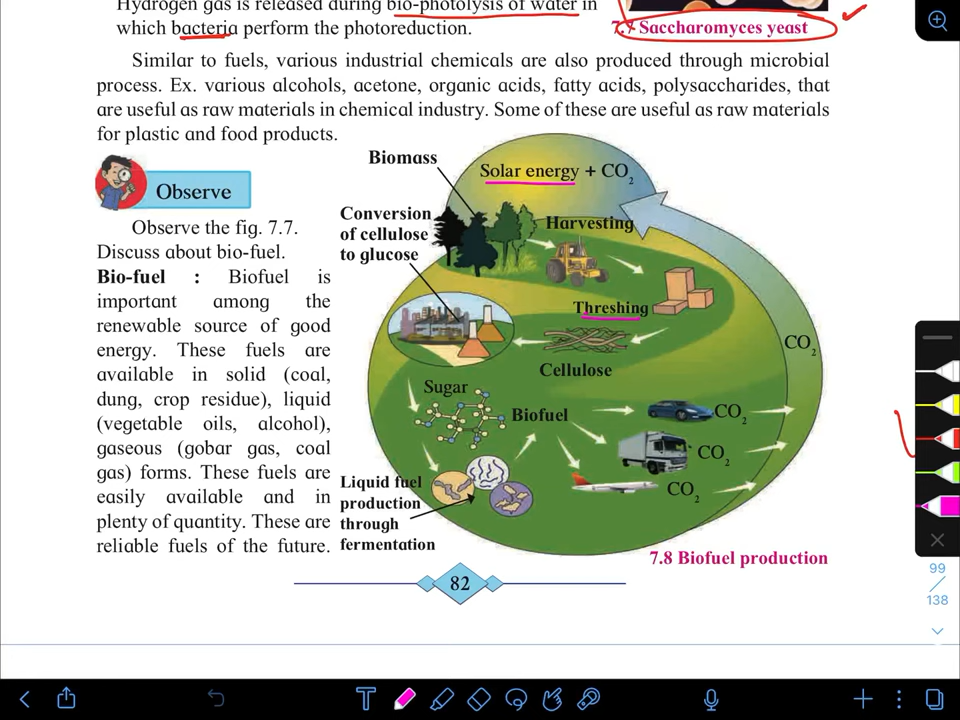 Hydrogen gas is released during bio-photolysis of water in
which bacteria perform the photoreduction.
7.7 Saccharomyces yeast
Similar to fuels, various industrial chemicals are also produced through microbial
process. Ex. various alcohols, acetone, organic acids, fatty acids, polysaccharides, that
are useful as raw materials in chemical industry. Some of these are useful as raw materials
for plastic and food products.
Observe
Observe the fig. 7.7.
Discuss about bio-fuel.
Bio-fuel : Biofuel is
important among the
renewable source of good
energy. These fuels are
available in solid (coal,
dung, crop residue), liquid
(vegetable oils, alcohol),
gaseous (gobar gas, coal
gas) forms. These fuels are
easily available and in
plenty of quantity. These are
reliable fuels of the future.
Biomass
Solar energy + CO2
Conversion
of cellulose
to glucose
Harvesting
Threshing
Cellulose
CO2
Sugar
Biofuel
CO2
CO2
CO2
Liquid fuel
production
through
fermentation
7.8 Biofuel production
82
99
/
138
T